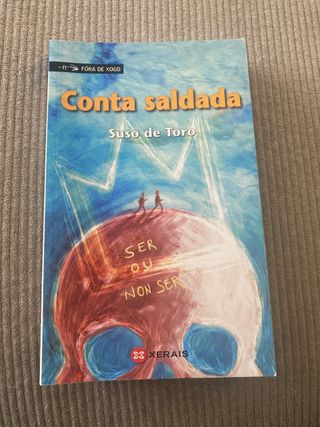 FÓRA DE XOGO
Conta saldada
Suso de Toro
SER
OU
NON SER
XERAIS